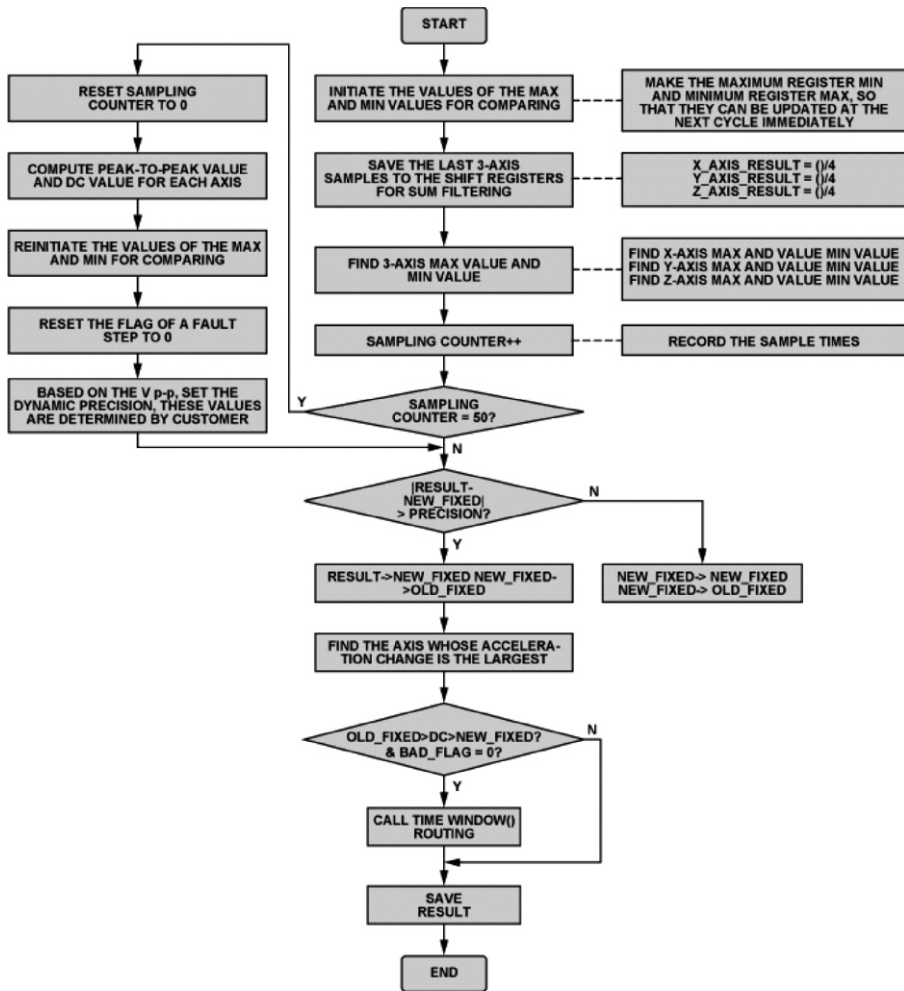 START
INITIATE THE VALUES OF THE MAX
AND MIN VALUES FOR COMPARING
MAKE THE MAXIMUM REGISTER MIN
AND MINIMUM REGISTER MAX, SO
THAT THEY CAN BE UPDATED AT THE
NEXT CYCLE IMMEDIATELY
SAVE THE LAST 3-AXIS
SAMPLES TO THE SHIFT REGISTERS
FOR SUM FILTERING
X_AXIS_RESULT = ()/4
Y_AXIS_RESULT = ()/4
Z_AXIS_RESULT = ()/4
FIND 3-AXIS MAX VALUE AND
MIN VALUE
FIND X-AXIS MAX AND VALUE MIN VALUE
FIND Y-AXIS MAX AND VALUE MIN VALUE
FIND Z-AXIS MAX AND VALUE MIN VALUE
SAMPLING COUNTER++
RECORD THE SAMPLE TIMES
SAMPLING
COUNTER = 50?
Y
N
RESET SAMPLING
COUNTER TO 0
COMPUTE PEAK-TO-PEAK VALUE
AND DC VALUE FOR EACH AXIS
REINITIATE THE VALUES OF THE MAX
AND MIN FOR COMPARING
RESET THE FLAG OF A FAULT
STEP TO 0
BASED ON THE V p-p, SET THE
DYNAMIC PRECISION, THESE VALUES
ARE DETERMINED BY CUSTOMER
|RESULT-
NEW_FIXED|
> PRECISION?
N
Y
NEW_FIXED-> NEW_FIXED
NEW_FIXED-> OLD_FIXED
RESULT->NEW_FIXED NEW_FIXED-
>OLD_FIXED
FIND THE AXIS WHOSE ACCELERA-
TION CHANGE IS THE LARGEST
OLD_FIXED>DC>NEW_FIXED?
& BAD_FLAG = 0?
N
Y
CALL TIME WINDOW()
ROUTING
SAVE
RESULT
END